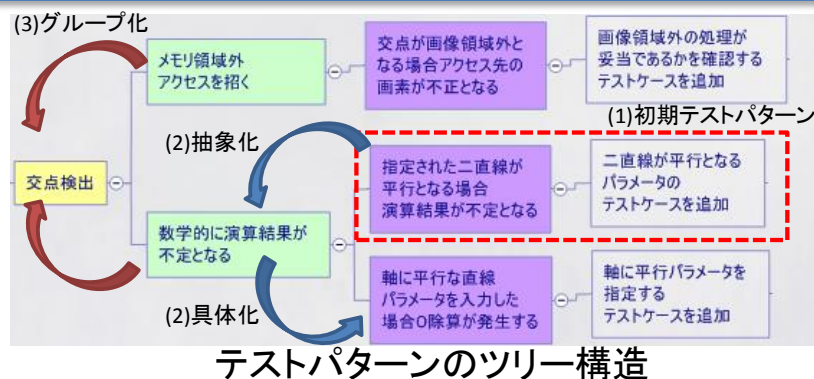 (3)グループ化
メモリ領域外
アクセスを招く
交点が画像領域外と
なる場合アクセス先の
画素が不正となる
画像領域外の処理が
妥当であるかを確認する
テストケースを追加
(1)初期テストパターン
(2)抽象化
交点検出
指定された二直線が
平行となる場合
演算結果が不定となる
二直線が平行となる
パラメータの
テストケースを追加
数学的に演算結果が
不定となる
(2)具体化
軸に平行な直線
パラメータを入力した
場合0除算が発生する
軸に平行パラメータを
指定する
テストケースを追加
テストパターンのツリー構造